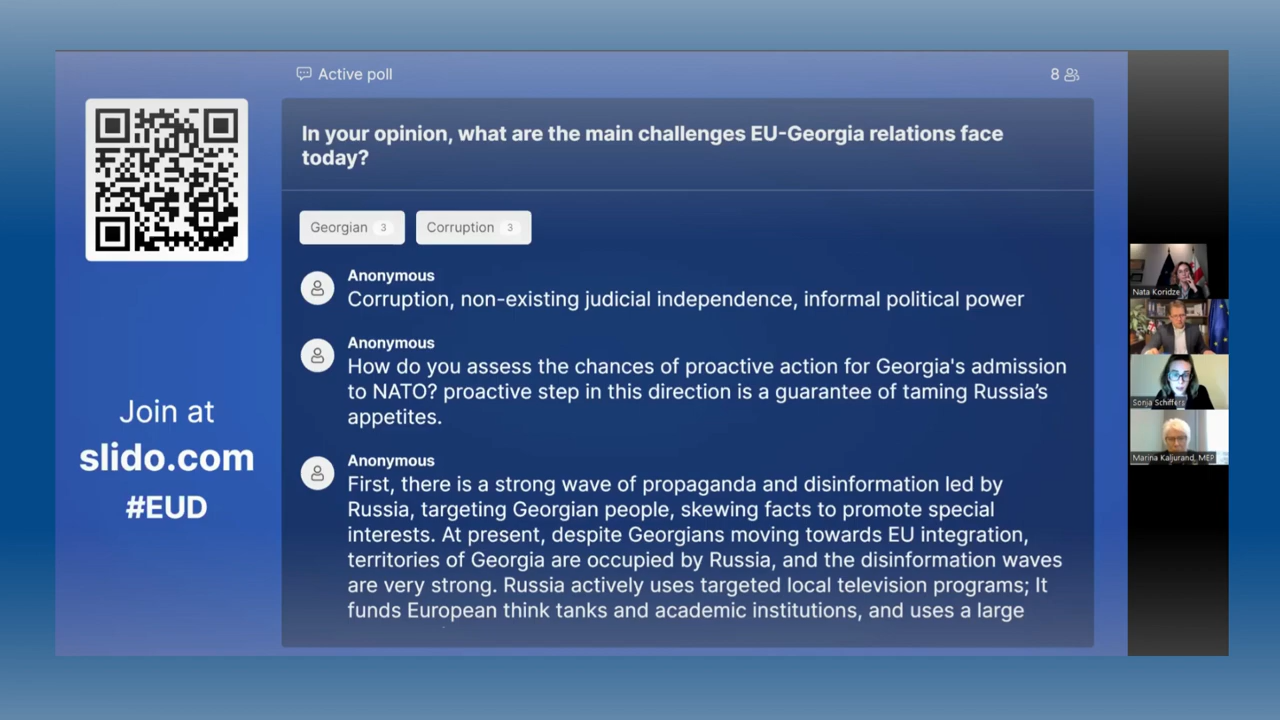 Active poll
8
In your opinion, what are the main challenges EU-Georgia relations face
today?
Georgian 3
Corruption 3
Anonymous
Corruption, non-existing judicial independence, informal political power
Anonymous
How do you assess the chances of proactive action for Georgia's admission
to NATO? proactive step in this direction is a guarantee of taming Russia’s
appetites.
Anonymous
First, there is a strong wave of propaganda and disinformation led by
Russia, targeting Georgian people, skewing facts to promote special
interests. At present, despite Georgians moving towards EU integration,
territories of Georgia are occupied by Russia, and the disinformation waves
are very strong. Russia actively uses targeted local television programs; It
funds European think tanks and academic institutions, and uses a large
Join at
slido.com
#EUD
Nata Koridze
Sonja Schiffers
Marina Kaljurand, MEP